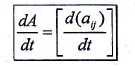 dA/dt = [d(a_ij)/dt]